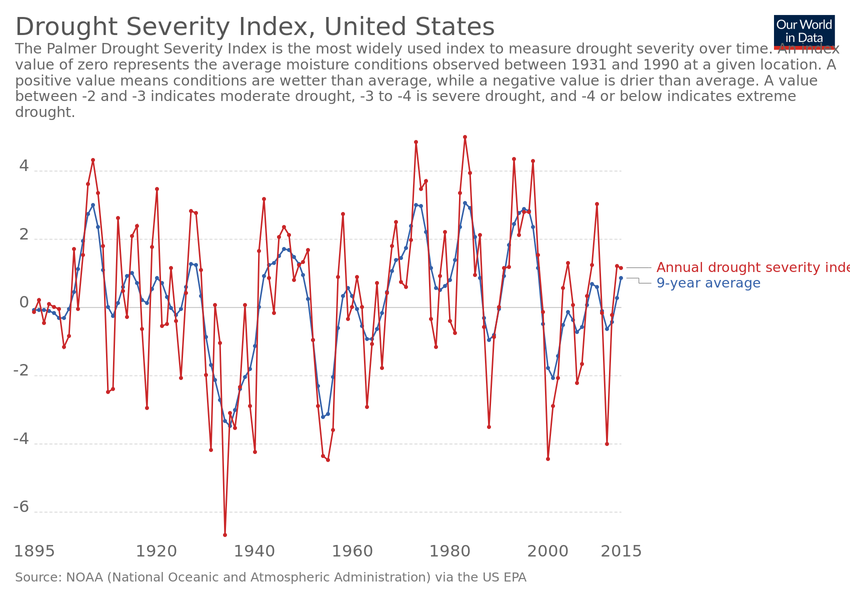 Drought Severity Index, United States
Our World
in Data
The Palmer Drought Severity Index is the most widely used index to measure drought severity over time. An index
value of zero represents the average moisture conditions observed between 1931 and 1990 at a given location. A
positive value means conditions are wetter than average, while a negative value is drier than average. A value
between -2 and -3 indicates moderate drought, -3 to -4 is severe drought, and -4 or below indicates extreme
drought.
4
2
0
-2
-4
-6
Annual drought severity inde
9-year average
1895 1920 1940 1960 1980 2000 2015
Source: NOAA (National Oceanic and Atmospheric Administration) via the US EPA